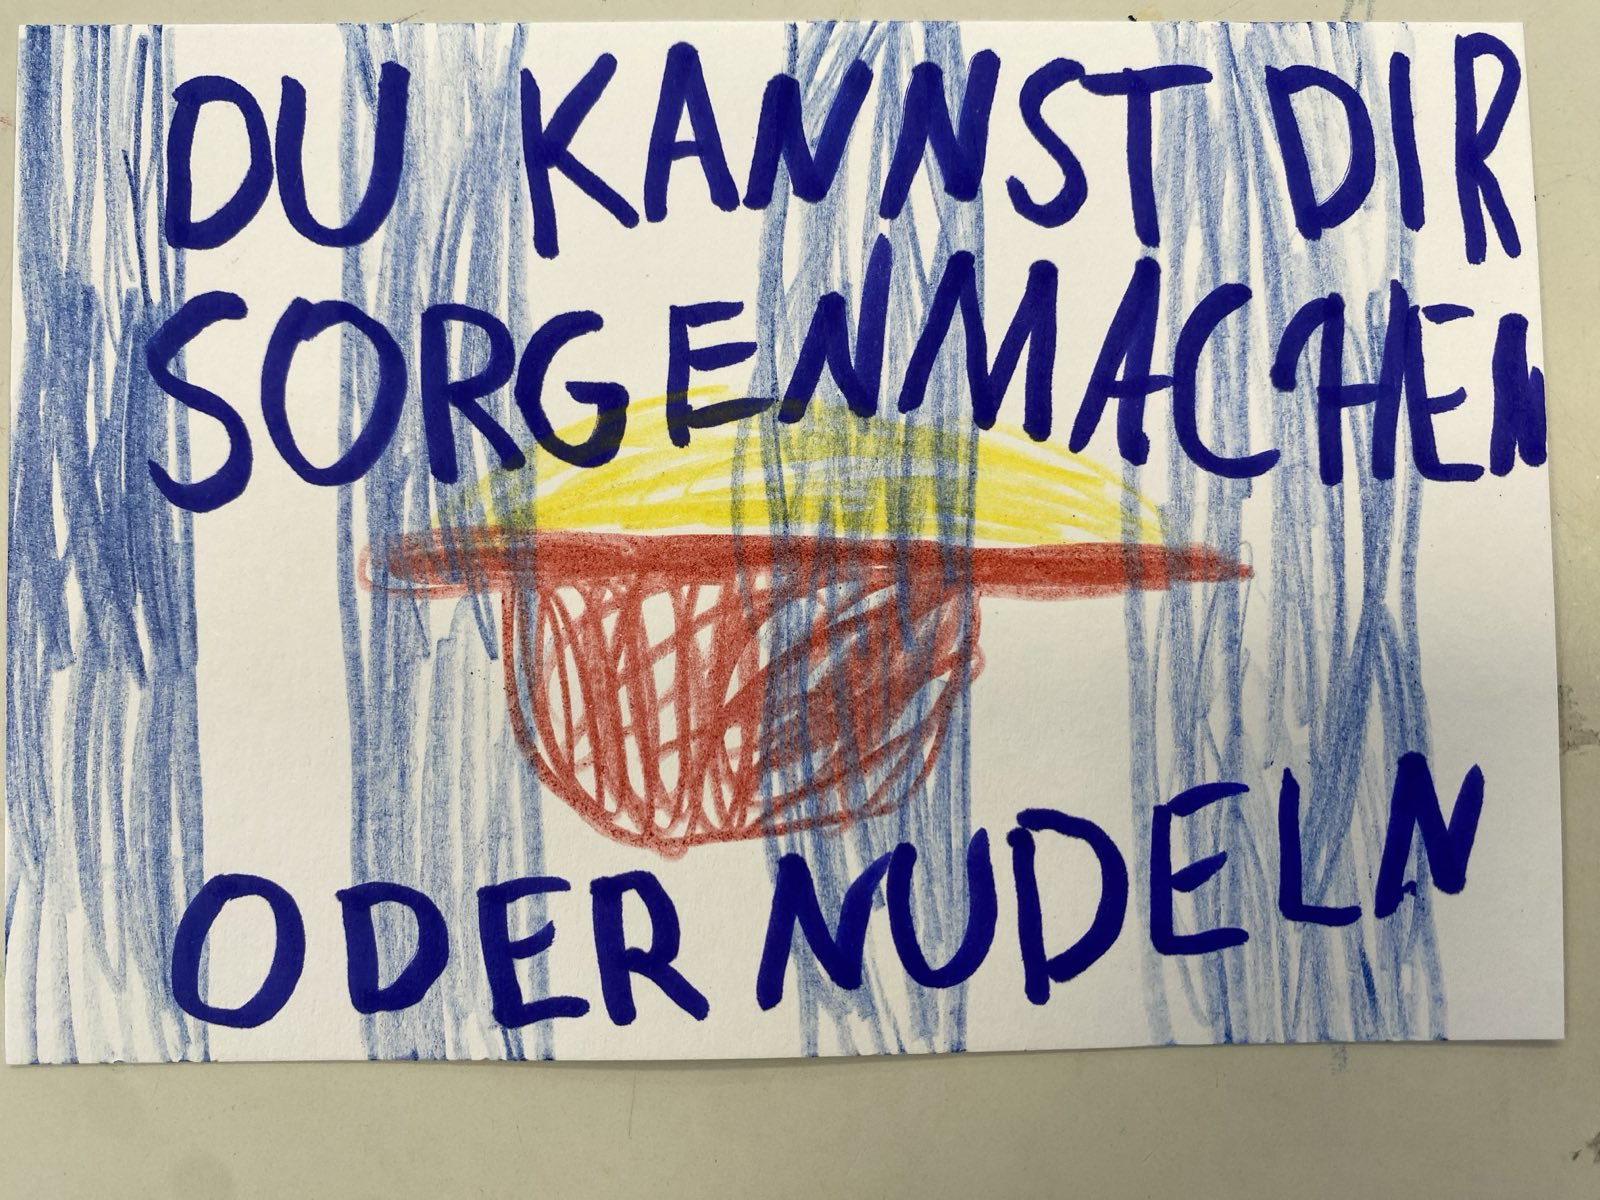 DU KANNST DIR
SORGENMACHEN
ODER NUDELN